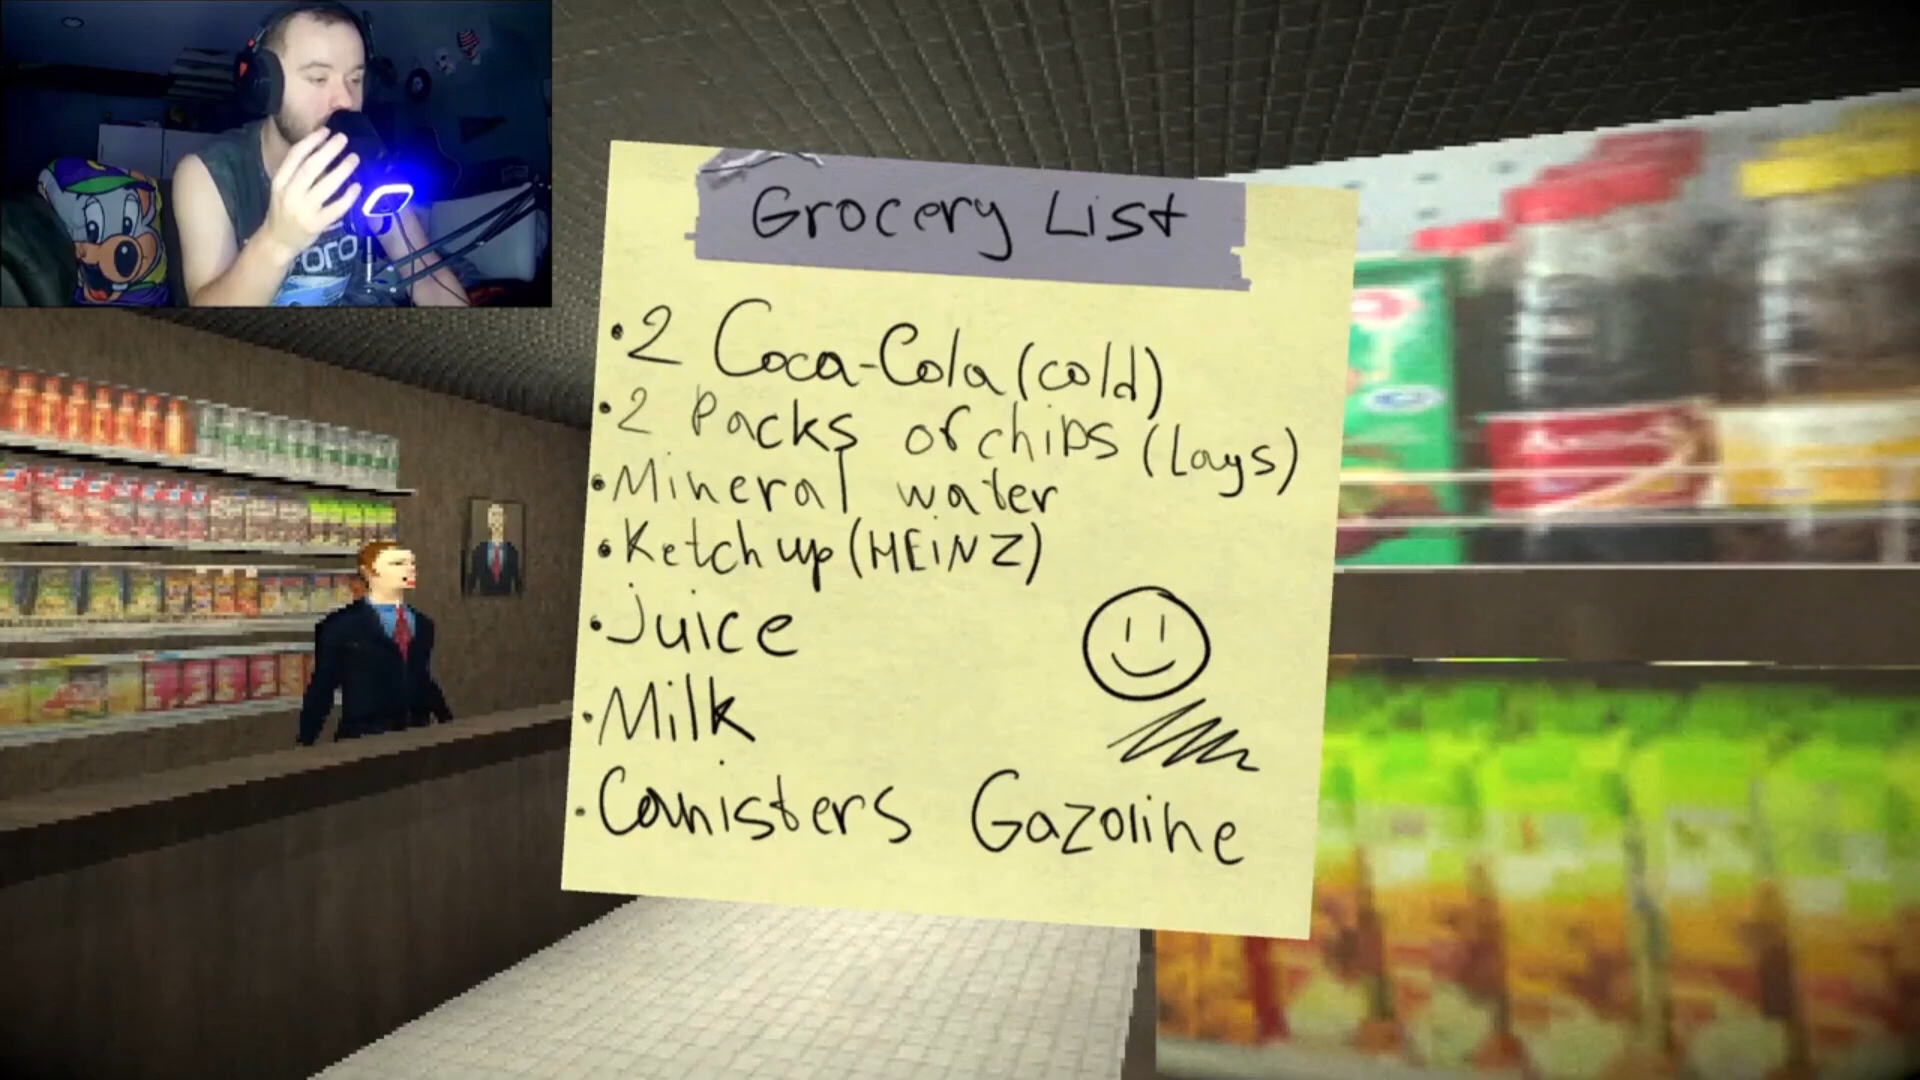 Grocery List
• 2 Coca-Cola (cold)
• 2 Packs of chips (Lays)
• Mineral water
• Ketchup (HEiNZ)
• Juice
• Milk
• Canisters Gazoline